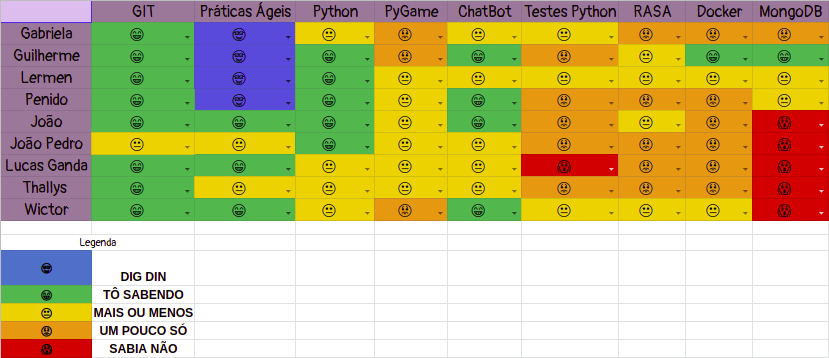 GIT Práticas Ágeis Python PyGame ChatBot Testes Python RASA Docker MongoDB
Gabriela
Guilherme
Lermen
Penido
João
João Pedro
Lucas Ganda
Thallys
Wictor
Legenda
DIG DIN
TÔ SABENDO
MAIS OU MENOS
UM POUCO SÓ
SABIA NÃO